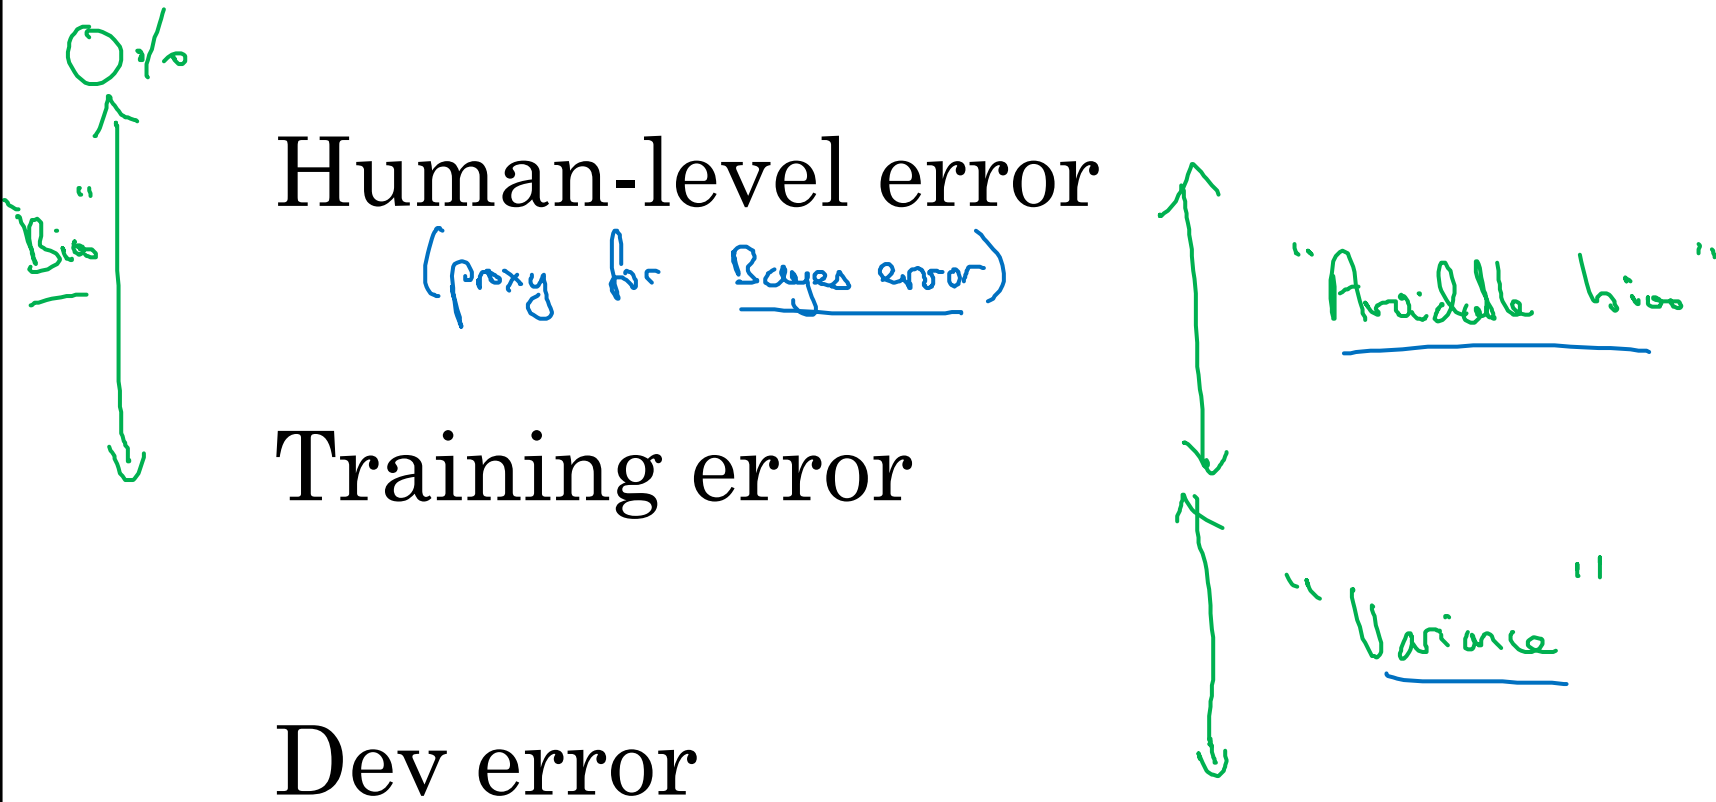 0%
Human-level error
"Bias"
(proxy for Bayes error)
"Avoidable bias"
Training error
"Variance"
Dev error